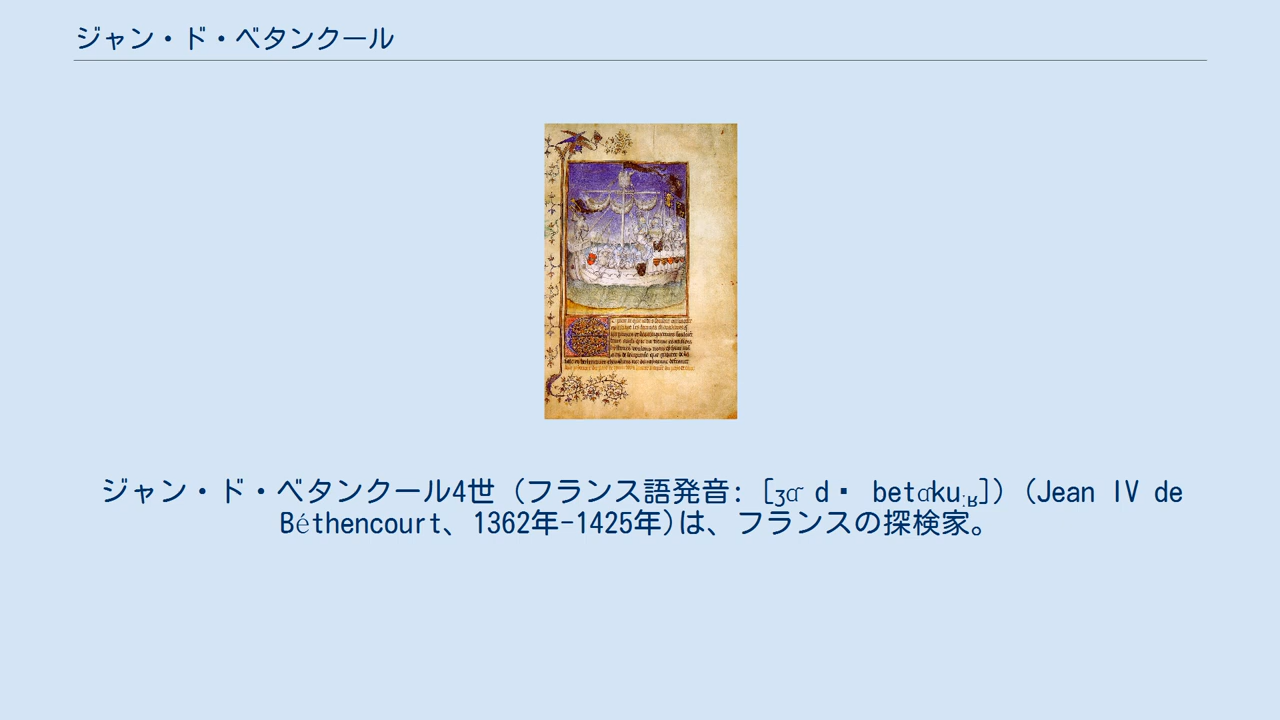 ジャン・ド・ベタンクール
ジャン・ド・ベタンクール4世 (フランス語発音: [ʒɑ̃ d▪ betɑkuːʁ]) (Jean IV de
Béthencourt、1362年-1425年)は、フランスの探検家。